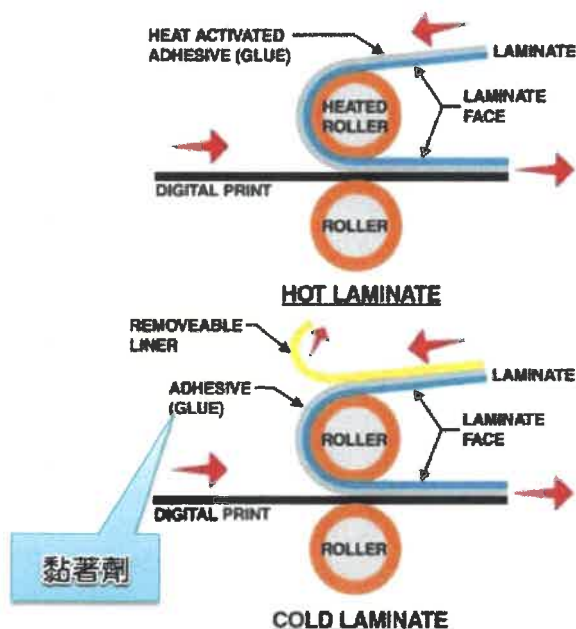 HEAT ACTIVATED
ADHESIVE (GLUE)
LAMINATE
HEATED
ROLLER
LAMINATE
FACE
DIGITAL PRINT
ROLLER
HOT LAMINATE
REMOVEABLE
LINER
LAMINATE
ADHESIVE
(GLUE)
ROLLER
LAMINATE
FACE
DIGITAL PRINT
黏著劑
ROLLER
COLD LAMINATE